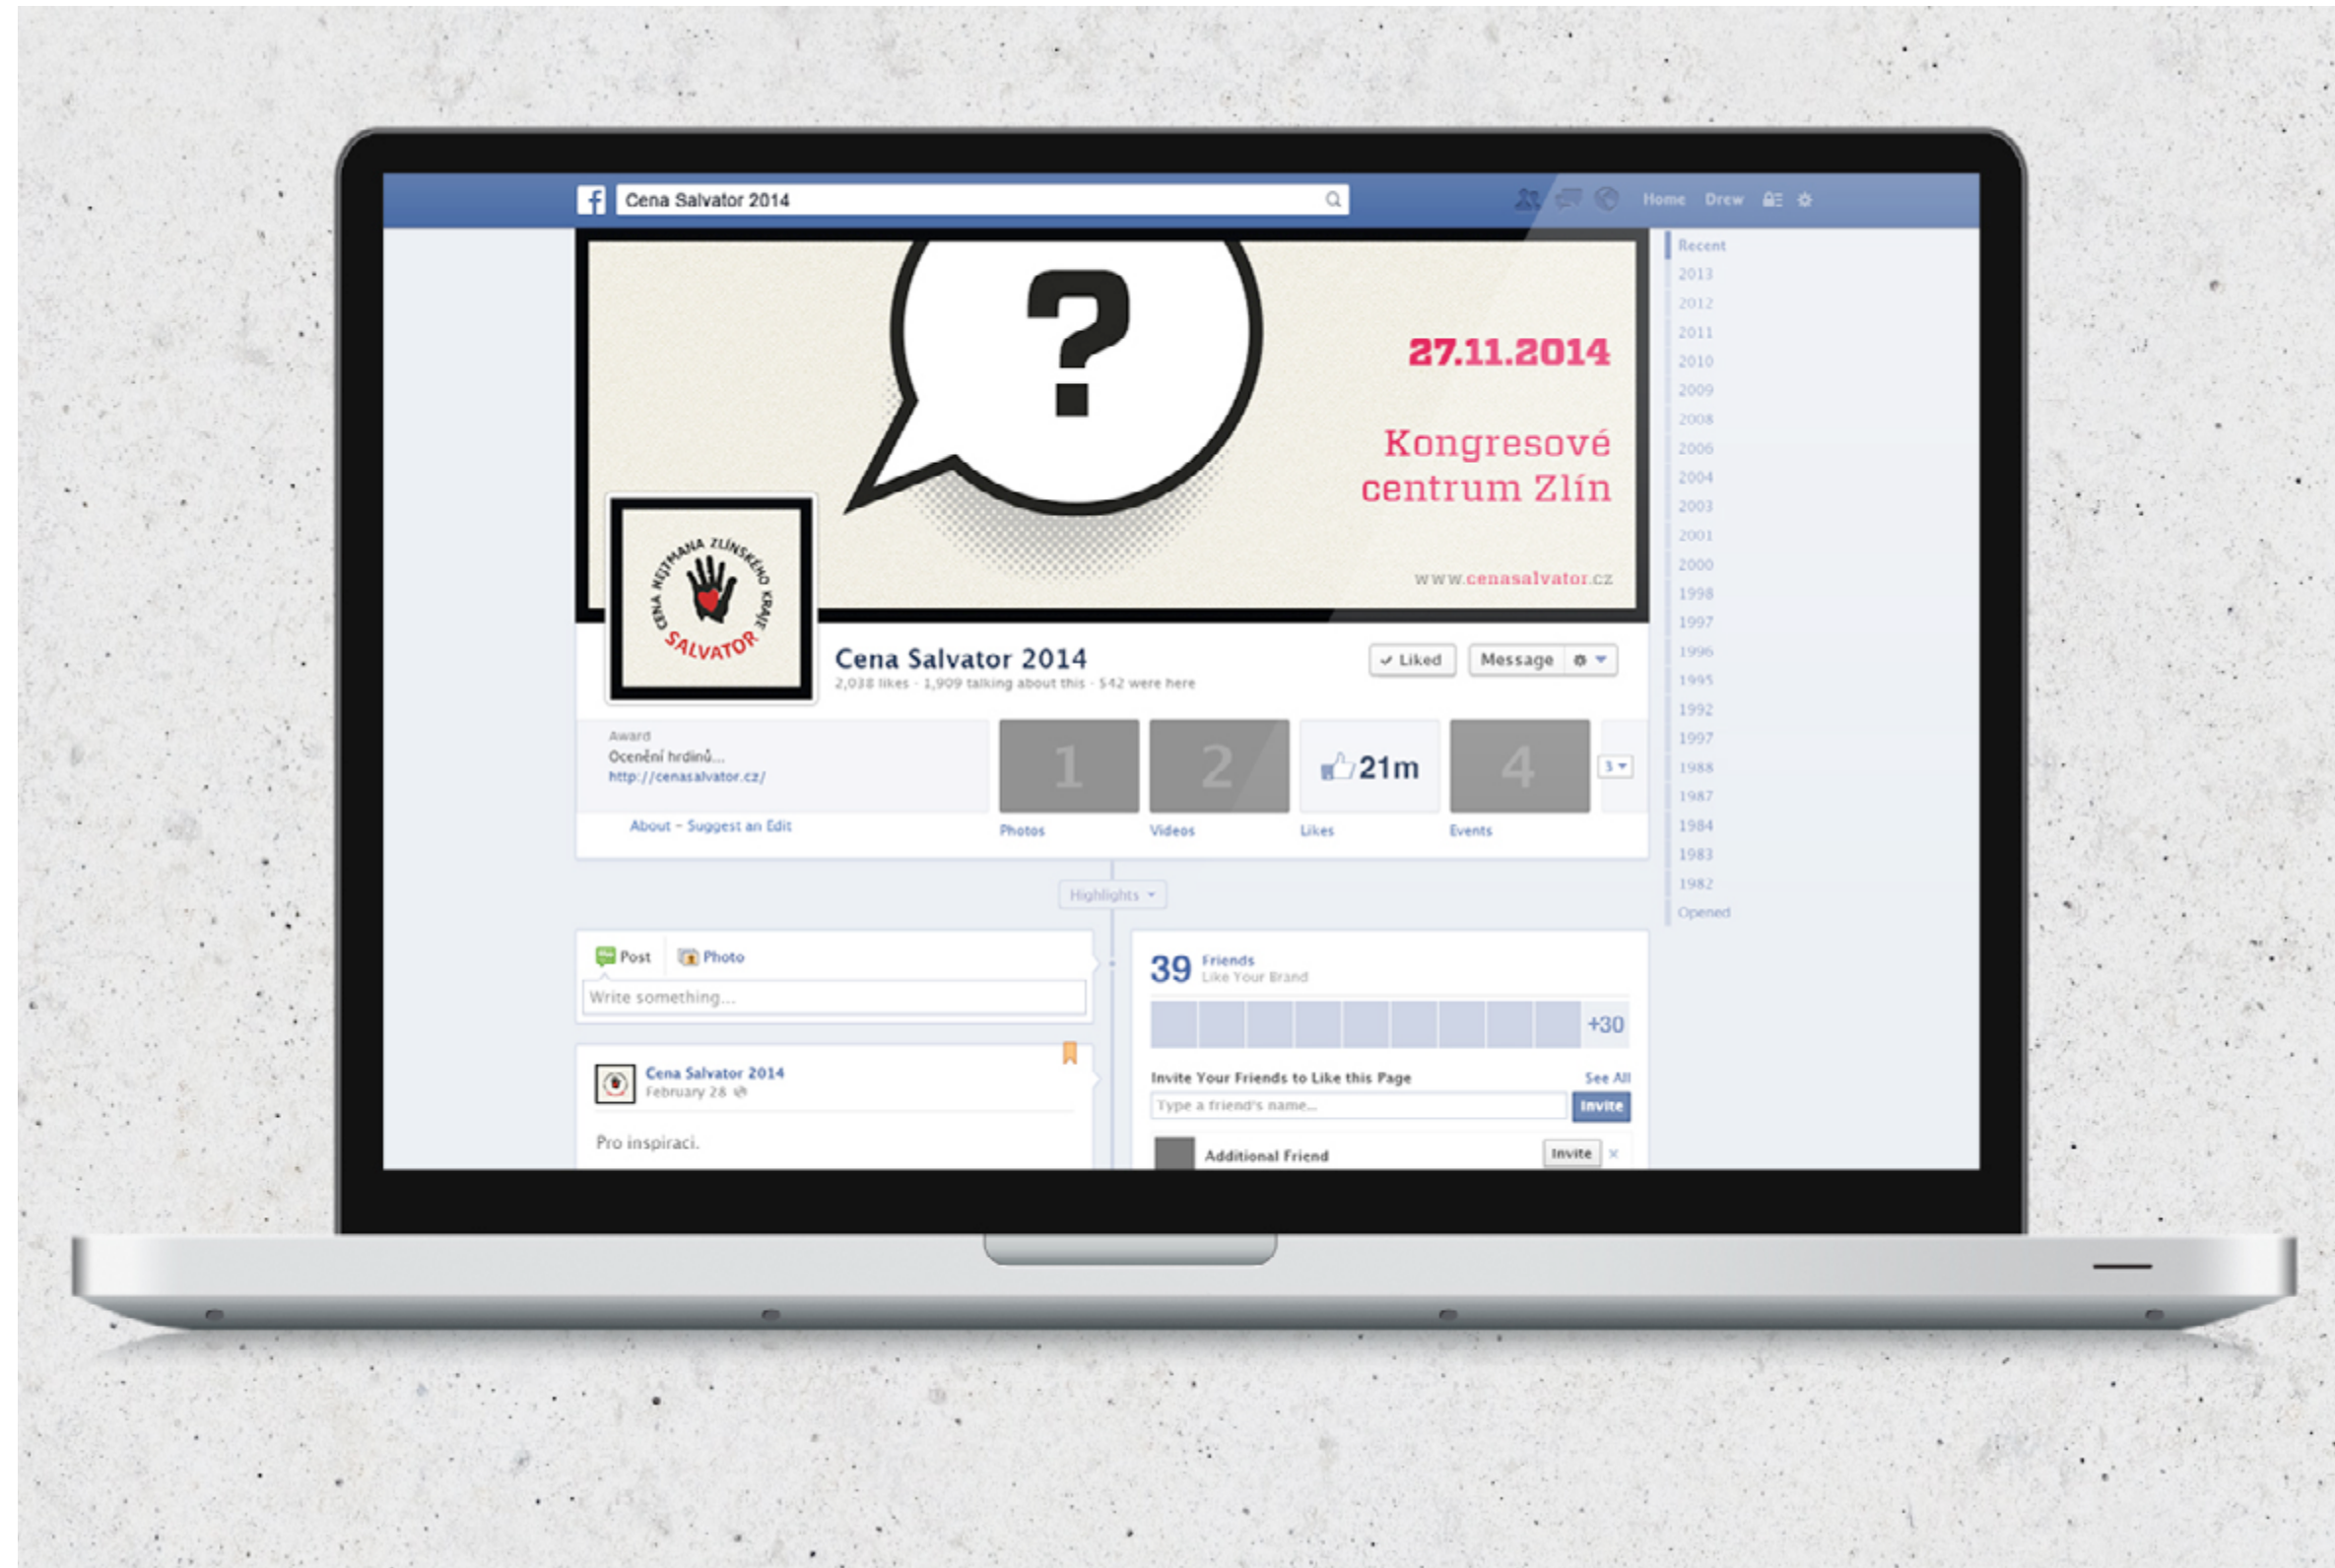 Cena Salvator 2014
Home Drew
?
27.11.2014
Kongresové
centrum Zlín
www.cenasalvator.cz
CENA HEJTMANA ZLÍNSKÉHO KRAJE
SALVATOR
Cena Salvator 2014
2,038 likes · 1,909 talking about this · 542 were here
Liked
Message
Award
Ocenění hrdinů...
http://cenasalvator.cz/
About – Suggest an Edit
1
Photos
2
Videos
21m
Likes
4
Events
3
Highlights
Post Photo
Write something...
Cena Salvator 2014
February 28
Pro inspiraci.
39 Friends
Like Your Brand
+30
Invite Your Friends to Like this Page See All
Type a friend's name... Invite
Additional Friend Invite
Recent
2013
2012
2011
2010
2009
2008
2006
2004
2003
2001
2000
1998
1997
1996
1995
1992
1997
1988
1987
1984
1983
1982
Opened